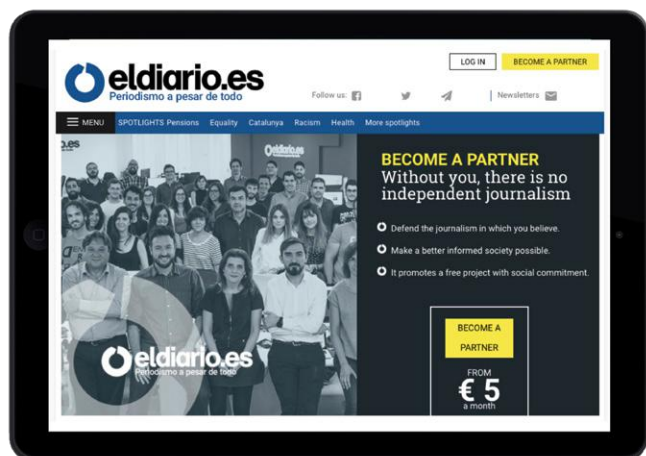 LOG IN
BECOME A PARTNER
eldiario.es
Periodismo a pesar de todo
Follow us:
Newsletters
MENU SPOTLIGHTS Pensions Equality Catalunya Racism Health More spotlights
o.es
eldiario.es
BECOME A PARTNER
Without you, there is no
independent journalism
Defend the journalism in which you believe.
Make a better informed society possible.
It promotes a free project with social commitment.
eldiario.es
Periodismo a pesar de todo
BECOME A
PARTNER
FROM
€ 5
a month